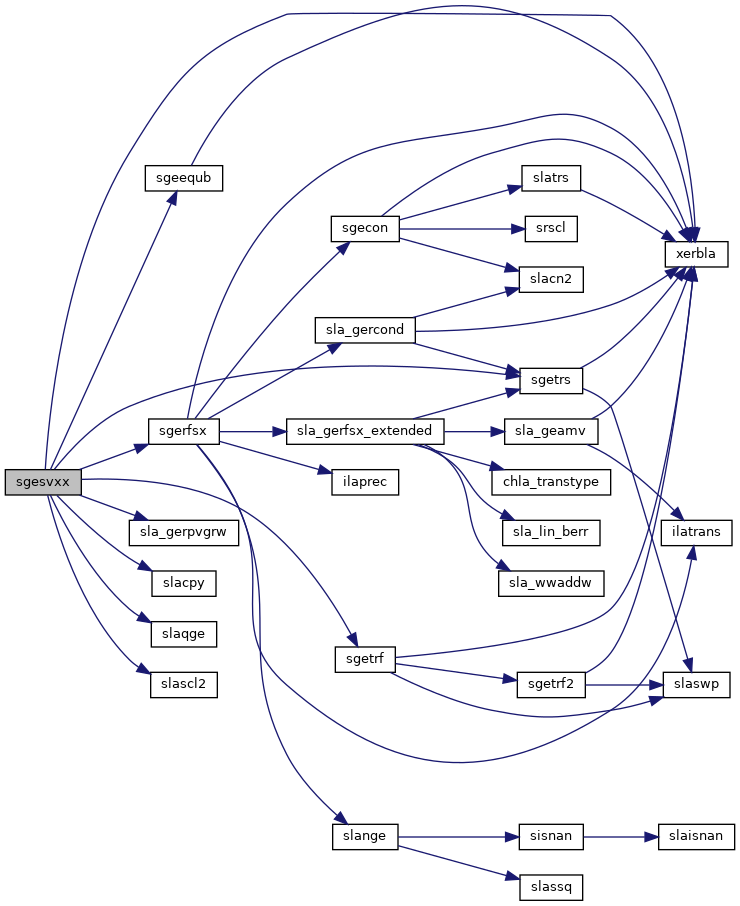 sgeequb
slatrs
sgecon
srscl
xerbla
slacn2
sla_gercond
sgetrs
sgerfsx
sla_gerfsx_extended
sla_geamv
sgesvxx
ilaprec
chla_transtype
sla_gerpvgrw
sla_lin_berr
ilatrans
slacpy
sla_wwaddw
slaqge
sgetrf
slascl2
sgetrf2
slaswp
slange
sisnan
slaisnan
slassq